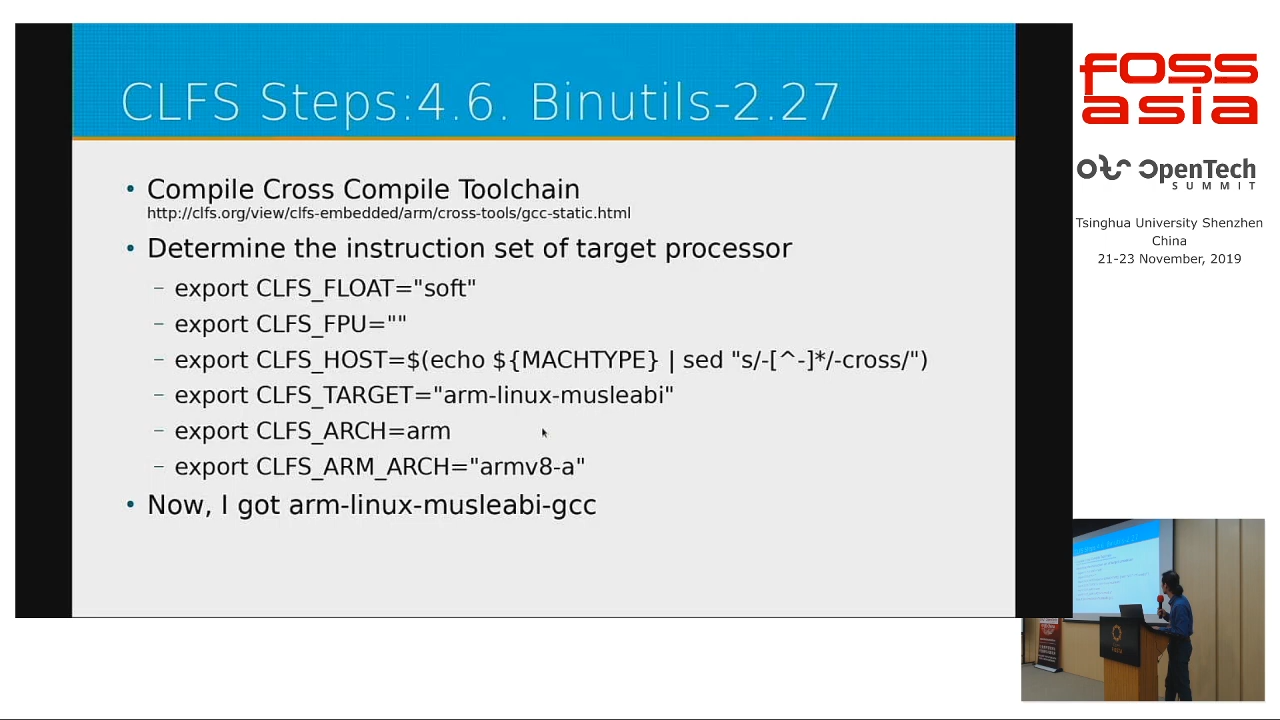 CLFS Steps:4.6. Binutils-2.27
• Compile Cross Compile Toolchain
http://clfs.org/view/clfs-embedded/arm/cross-tools/gcc-static.html
• Determine the instruction set of target processor
– export CLFS_FLOAT="soft"
– export CLFS_FPU=""
– export CLFS_HOST=$(echo ${MACHTYPE} | sed "s/-[^-]*/-cross/")
– export CLFS_TARGET="arm-linux-musleabi"
– export CLFS_ARCH=arm
– export CLFS_ARM_ARCH="armv8-a"
• Now, I got arm-linux-musleabi-gcc
FOSS
asia
OpenTech
SUMMIT
Tsinghua University Shenzhen
China
21-23 November, 2019